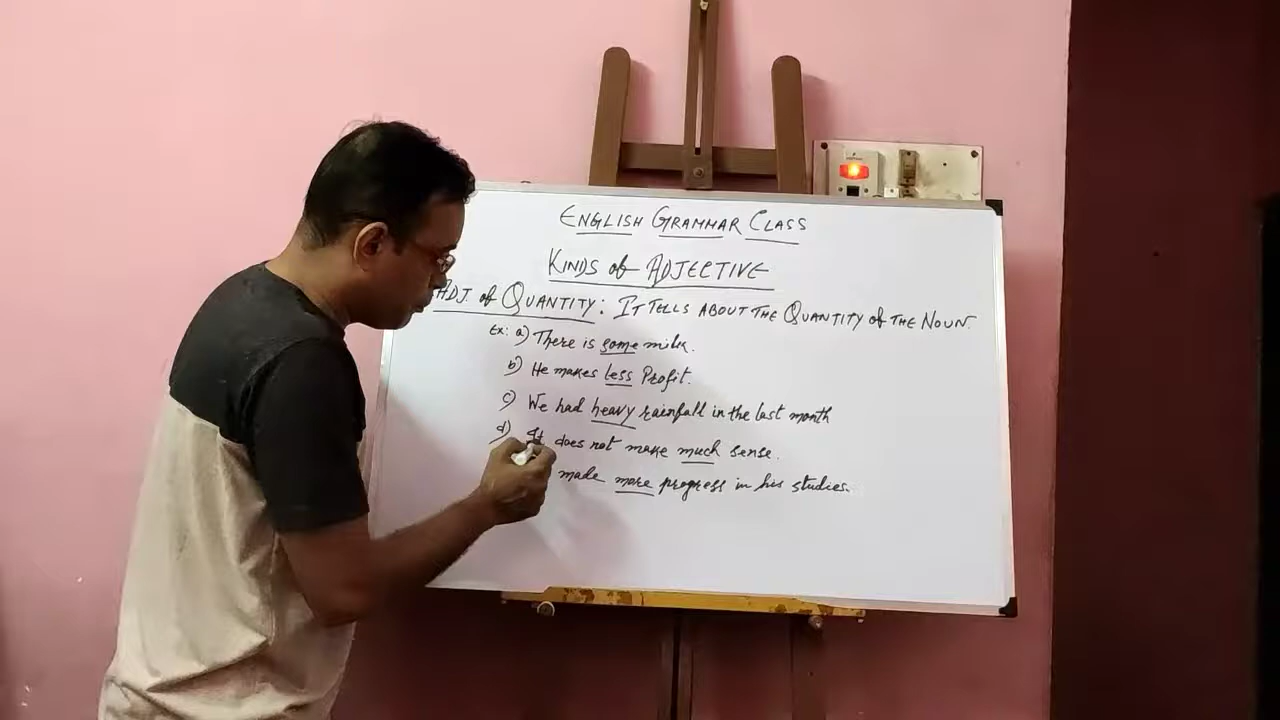 ENGLISH GRAMMAR CLASS
KINDS of ADJECTIVE
ADJ. of QUANTITY: IT TELLS ABOUT THE QUANTITY of THE NOUN.
Ex: a) There is some milk.
b) He makes less Profit.
c) We had heavy rainfall in the last month
d) It does not make much sense.
made more progress in his studies.